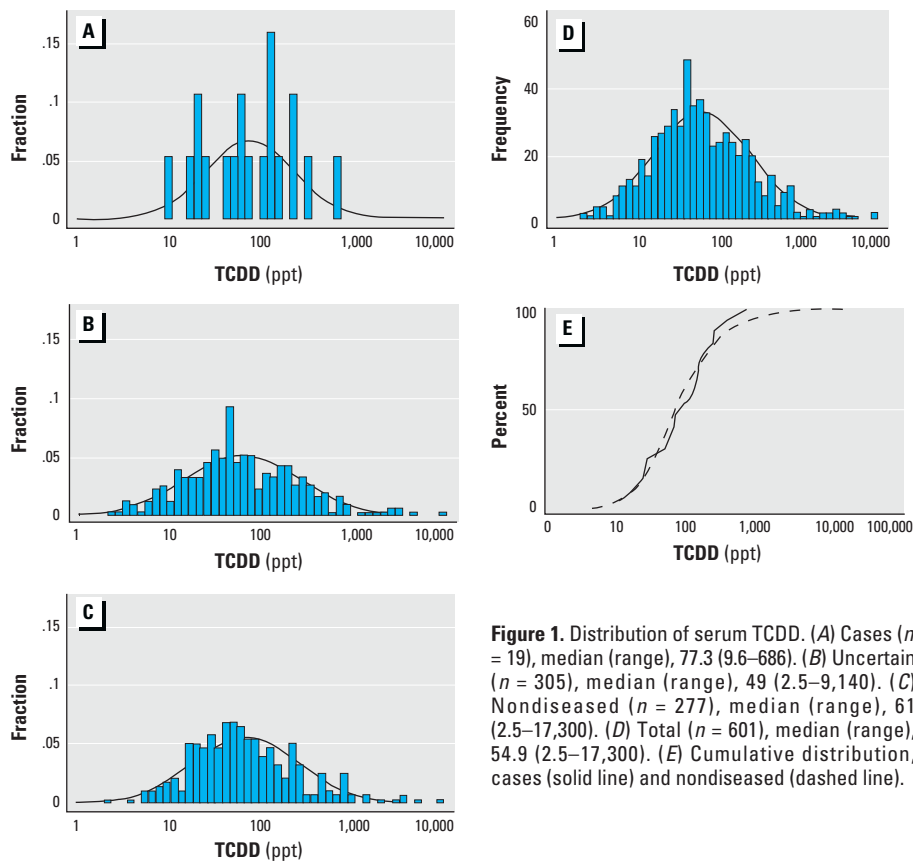 A
.15
.1
.05
0
Fraction
1
10
100
1,000
10,000
TCDD (ppt)
B
.15
.1
.05
0
Fraction
1
10
100
1,000
10,000
TCDD (ppt)
C
.15
.1
.05
0
Fraction
1
10
100
1,000
10,000
TCDD (ppt)
D
60
40
20
0
Frequency
1
10
100
1,000
10,000
TCDD (ppt)
E
100
50
0
Percent
0
10
100
1,000
10,000
100,000
TCDD (ppt)
Figure 1. Distribution of serum TCDD. (A) Cases (n
= 19), median (range), 77.3 (9.6–686). (B) Uncertain
(n = 305), median (range), 49 (2.5–9,140). (C)
Nondiseased (n = 277), median (range), 61
(2.5–17,300). (D) Total (n = 601), median (range),
54.9 (2.5–17,300). (E) Cumulative distribution,
cases (solid line) and nondiseased (dashed line).